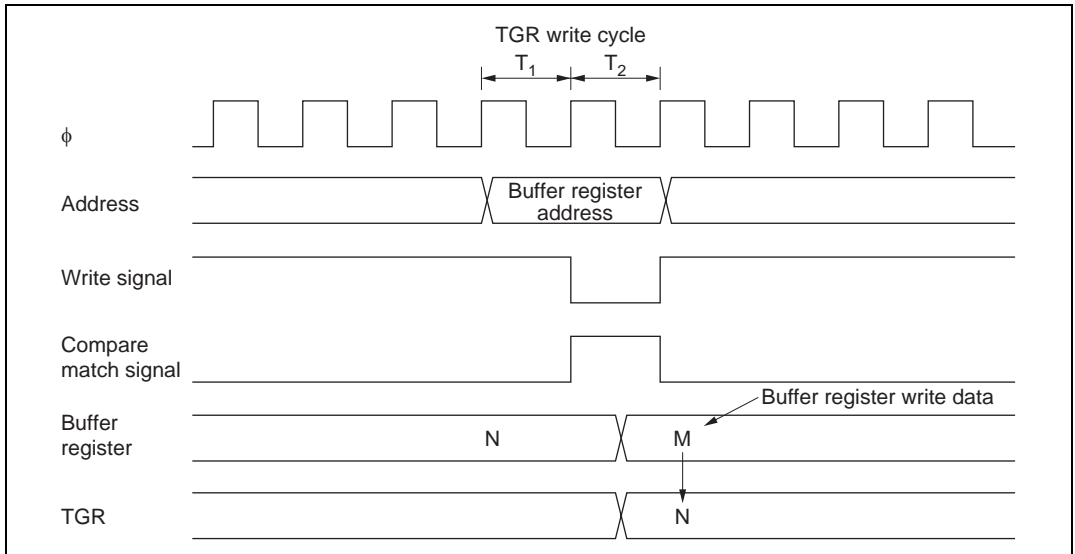 TGR write cycle
T1 T2
ϕ
Address
Buffer register
address
Write signal
Compare
match signal
Buffer register write data
Buffer
register
N M
TGR
N